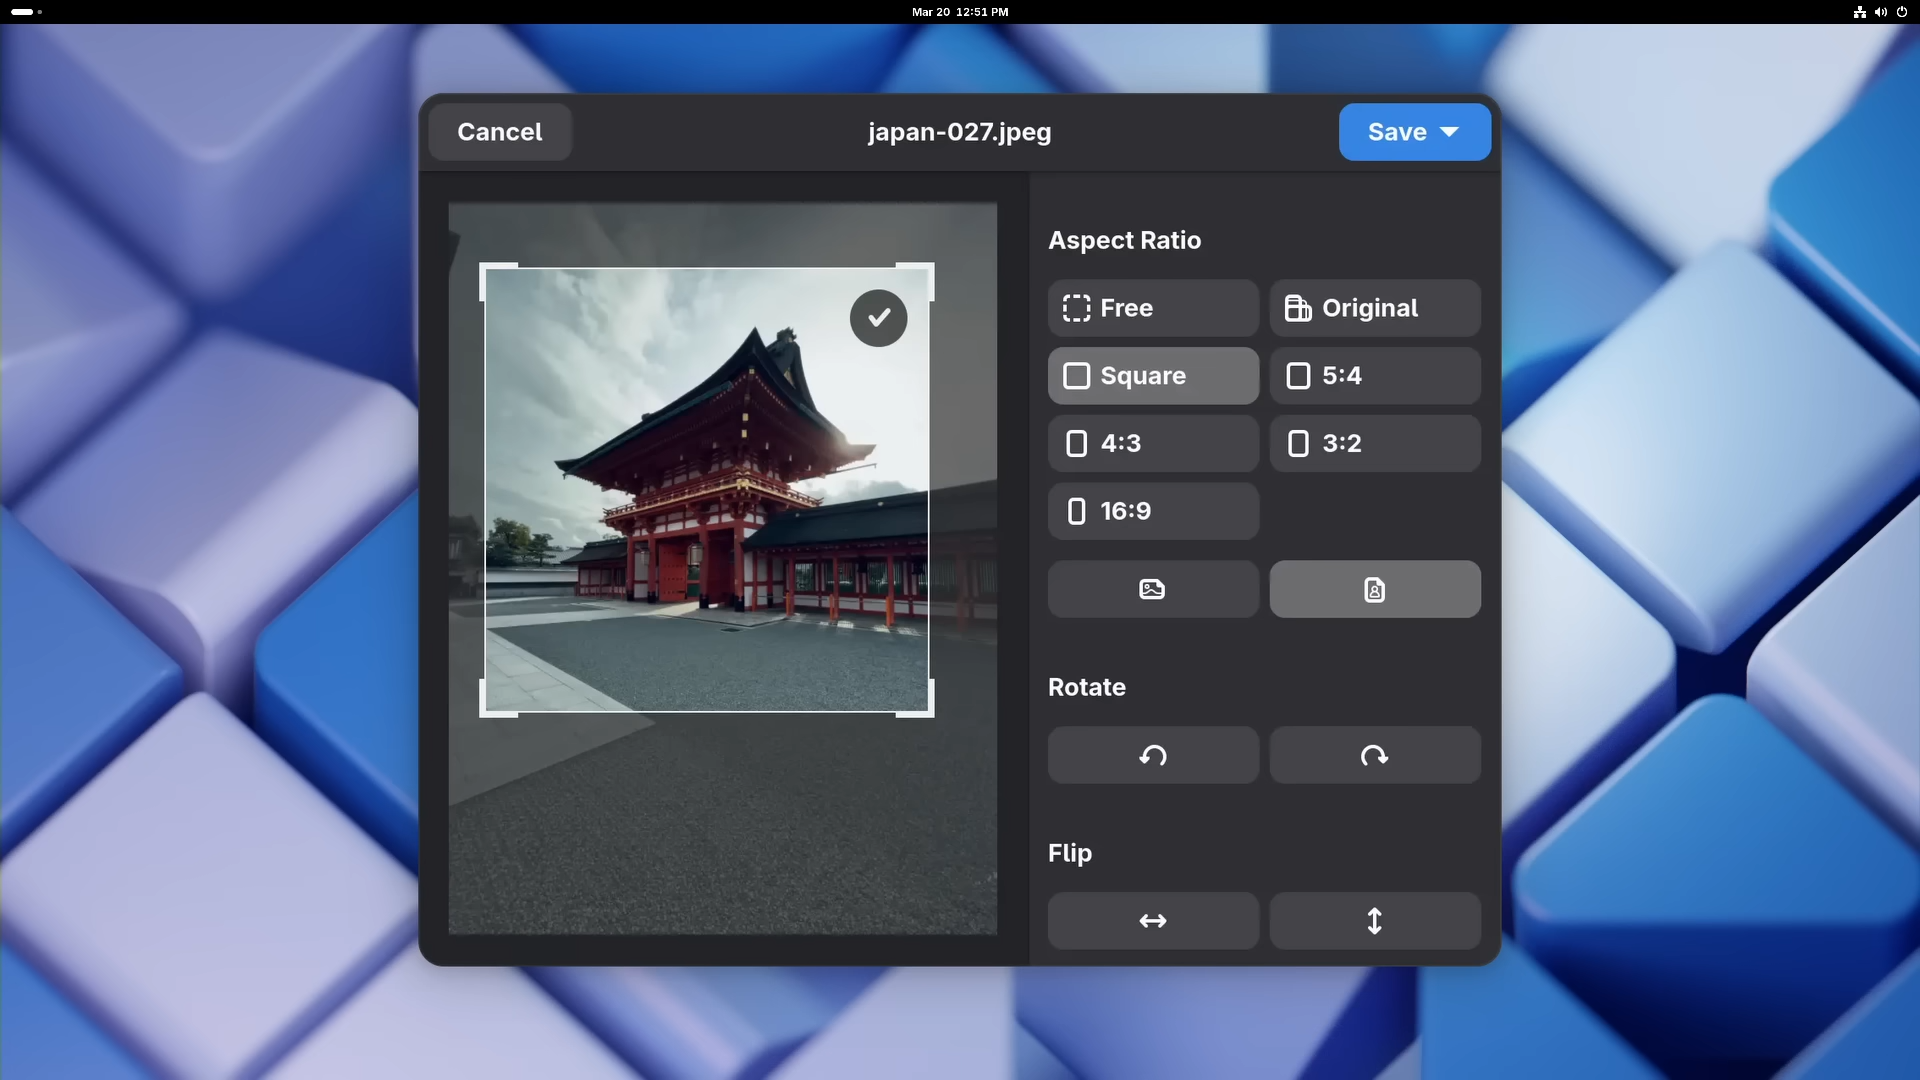 Mar 20 12:51 PM
Cancel
japan-027.jpeg
Save
Aspect Ratio
Free
Original
Square
5:4
4:3
3:2
16:9
Rotate
Flip